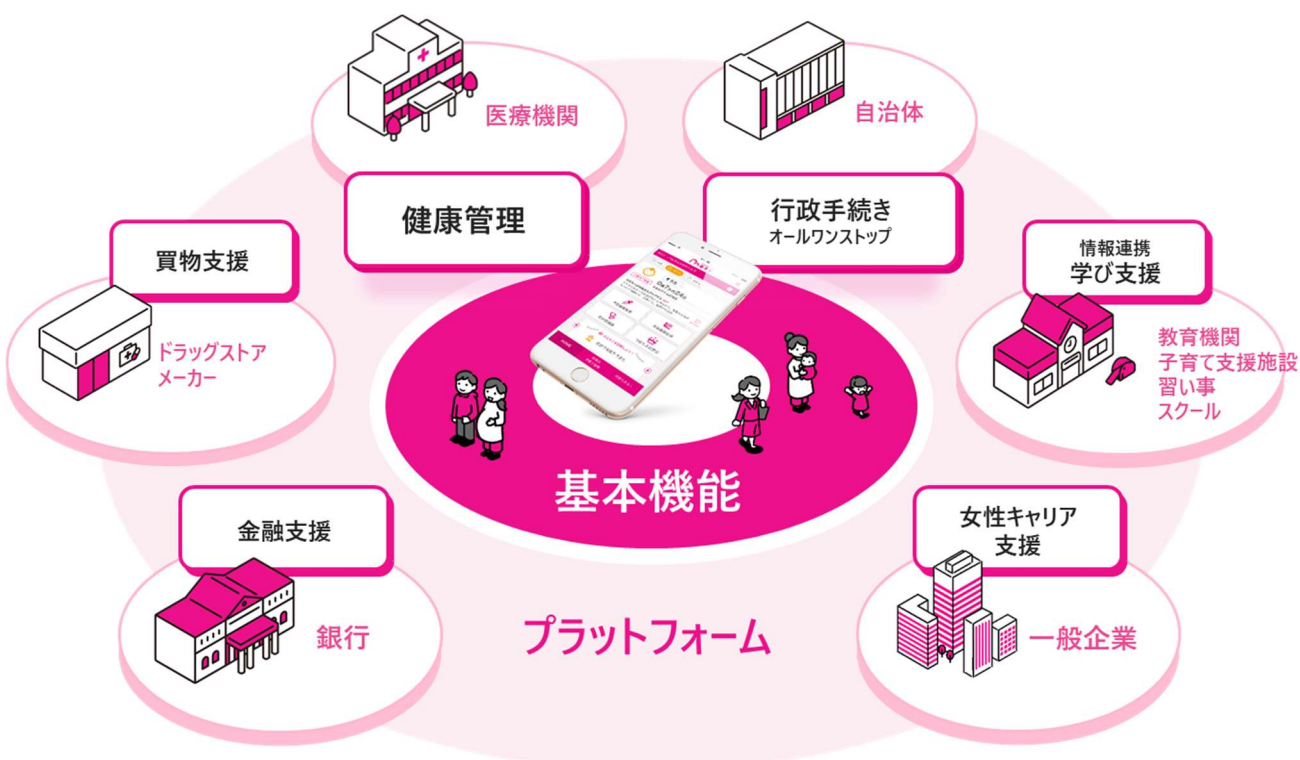 医療機関
健康管理
自治体
行政手続き
オールワンストップ
買物支援
ドラッグストア
メーカー
情報連携
学び支援
教育機関
子育て支援施設
習い事
スクール
基本機能
金融支援
銀行
女性キャリア
支援
一般企業
プラットフォーム